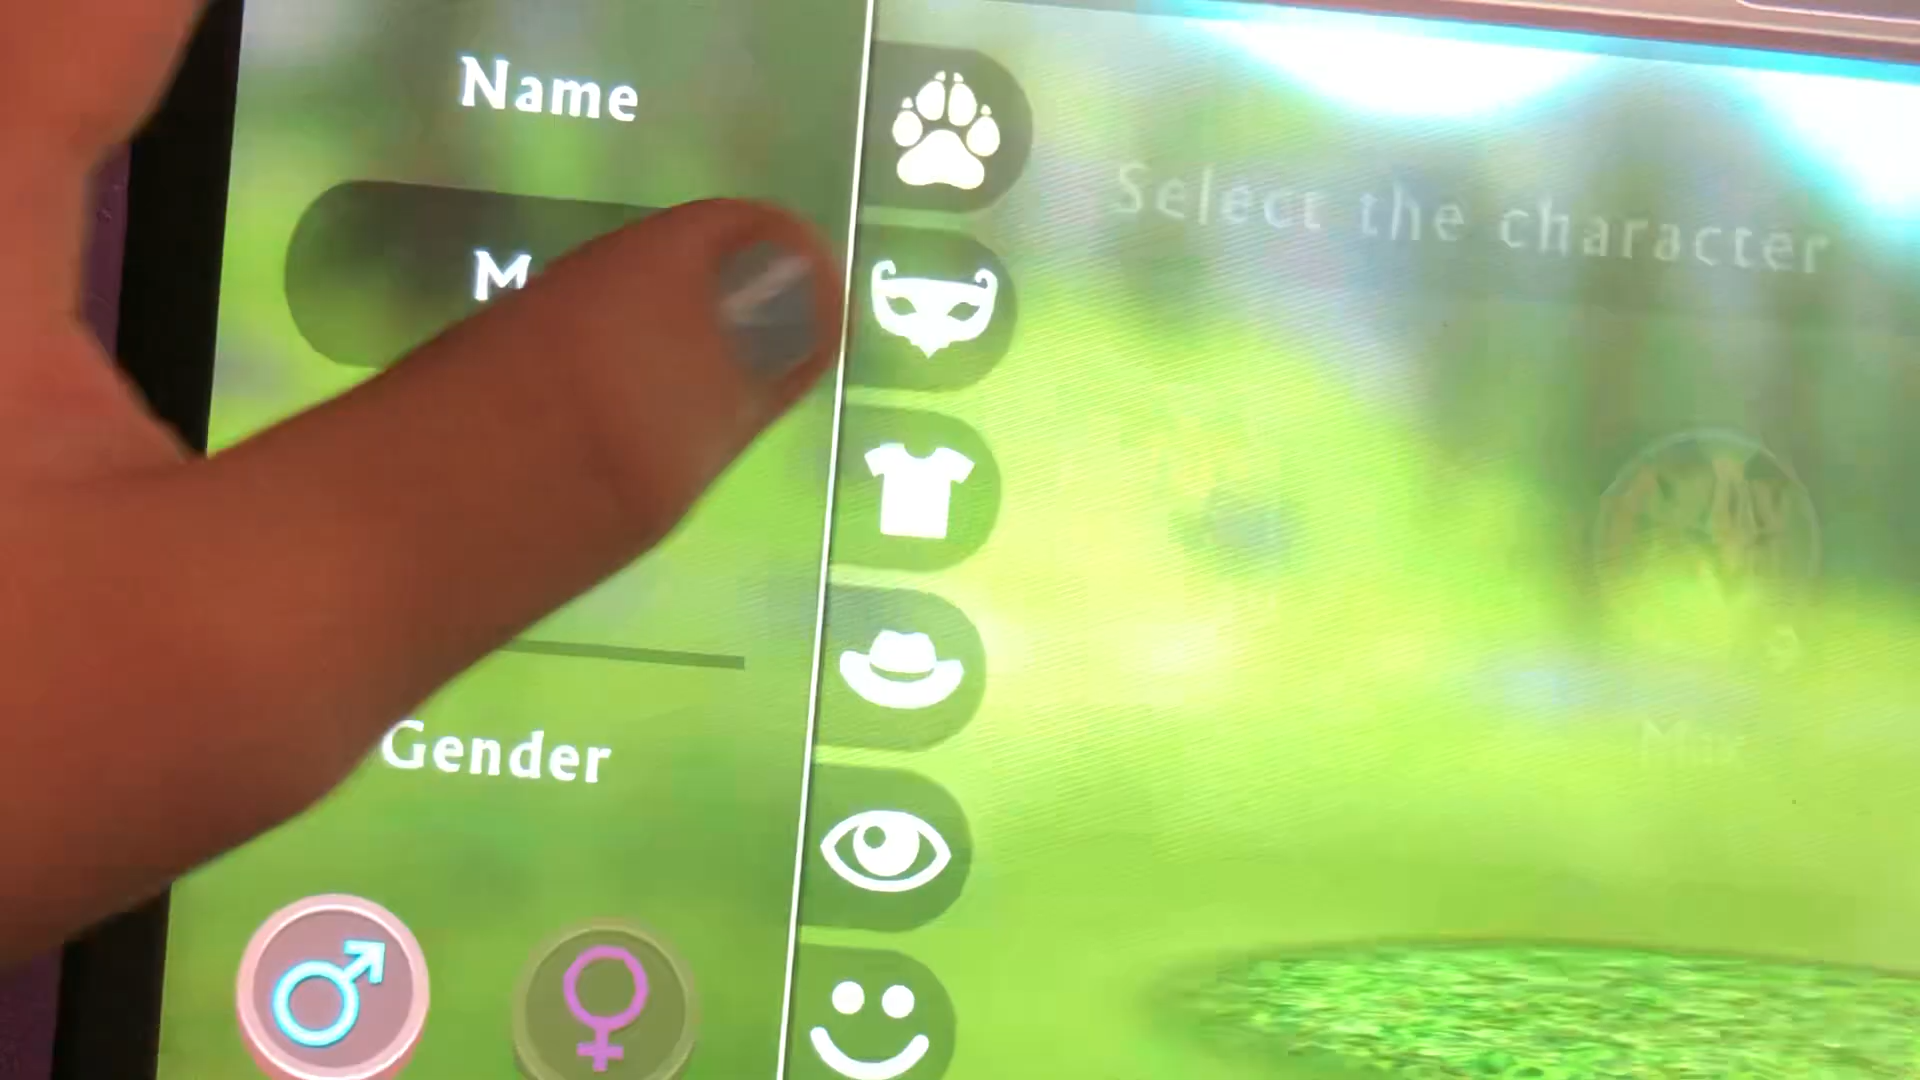 Name
Select the character
Gender